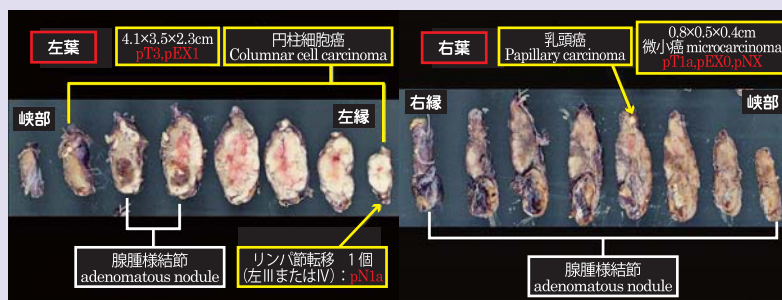 左葉
4.1×3.5×2.3cm
pT3,pEX1
円柱細胞癌
Columnar cell carcinoma
峡部
左縁
腺腫様結節
adenomatous nodule
リンパ節転移 1個
(左ⅢまたはⅣ):pN1a
右葉
乳頭癌
Papillary carcinoma
0.8×0.5×0.4cm
微小癌 microcarcinoma
pT1a,pEX0,pNX
右縁
峡部
腺腫様結節
adenomatous nodule